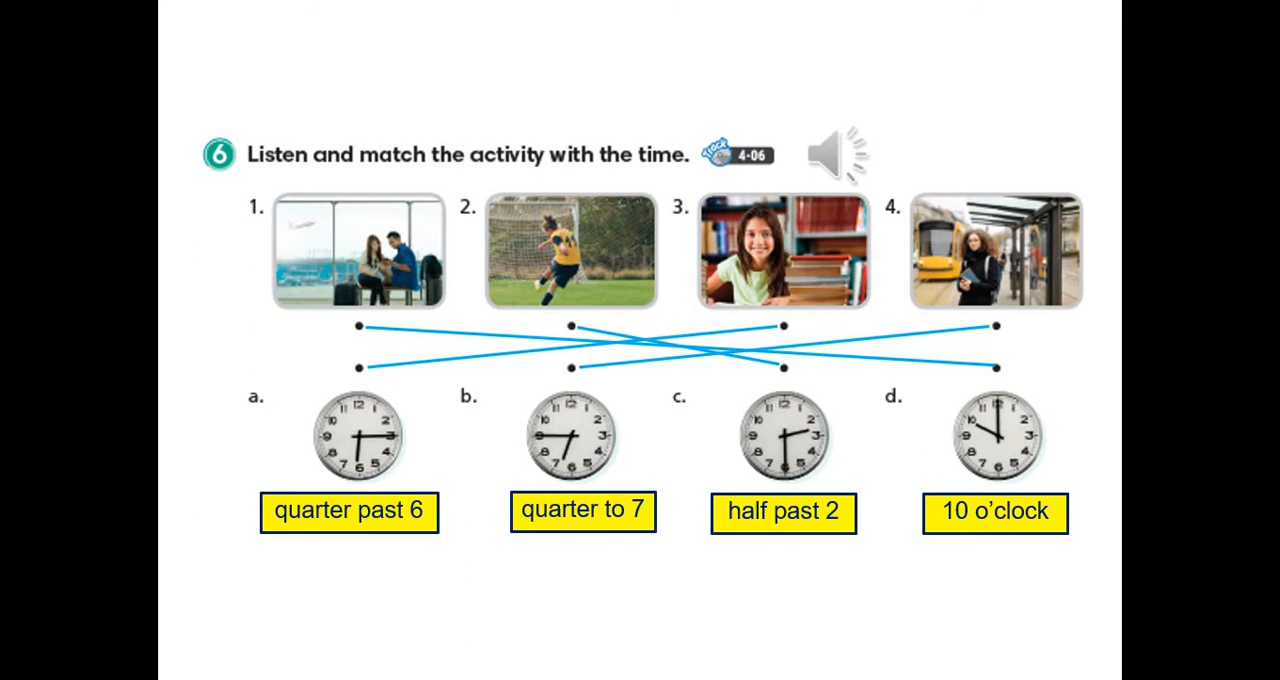 6 Listen and match the activity with the time. TRACK 4-06
1. 2. 3. 4.
a. b. c. d.
quarter past 6 quarter to 7 half past 2 10 o’clock